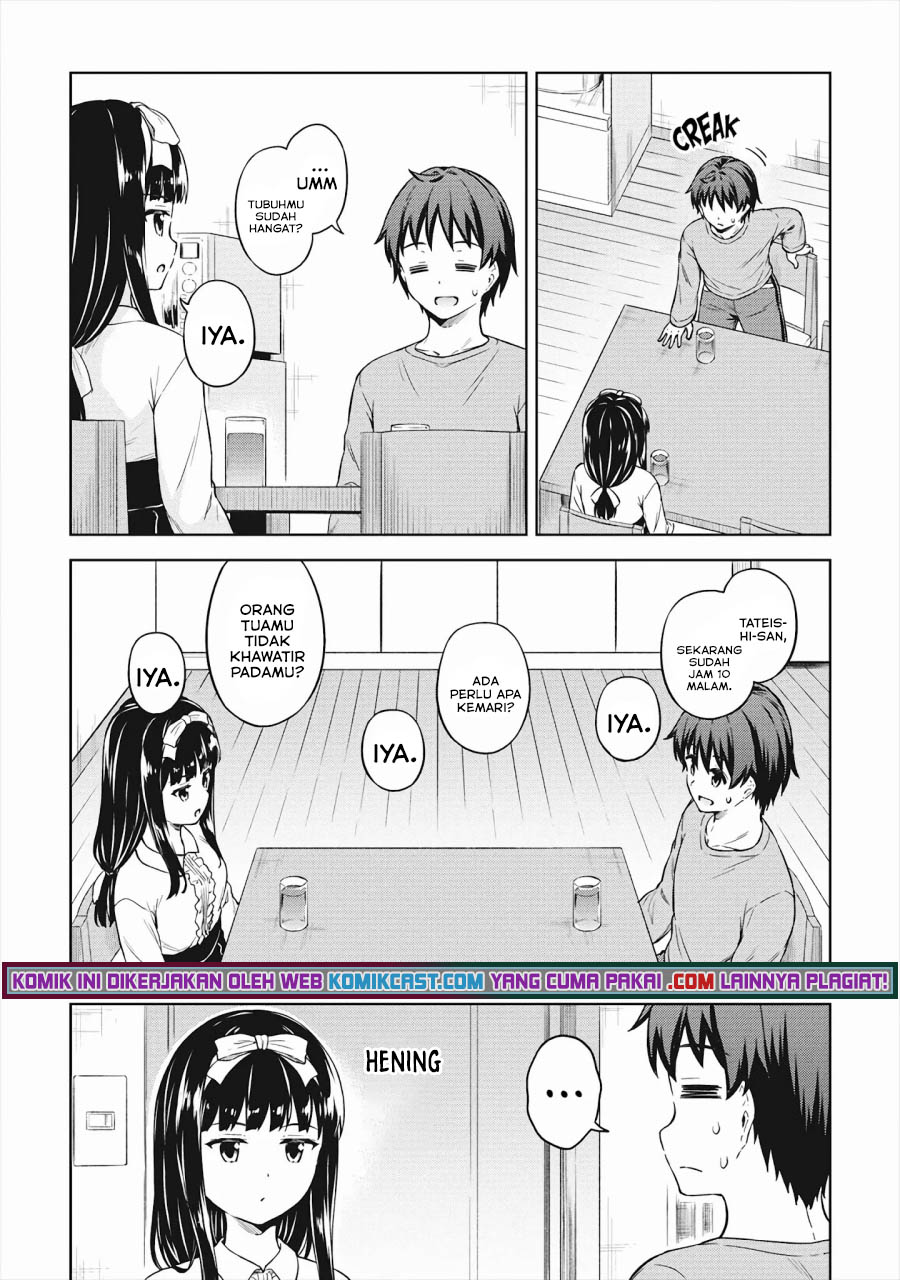 CREAK
...
UMM
TUBUHMU
SUDAH
HANGAT?
IYA.
TATEIS-
HI-SAN,
SEKARANG
SUDAH
JAM 10
MALAM.
IYA.
ADA
PERLU APA
KEMARI?
IYA.
ORANG
TUAMU
TIDAK
KHAWATIR
PADAMU?
IYA.
KOMIK INI DIKERJAKAN OLEH WEB KOMIKCAST.COM YANG CUMA PAKAI .COM LAINNYA PLAGIAT!
...
HENING